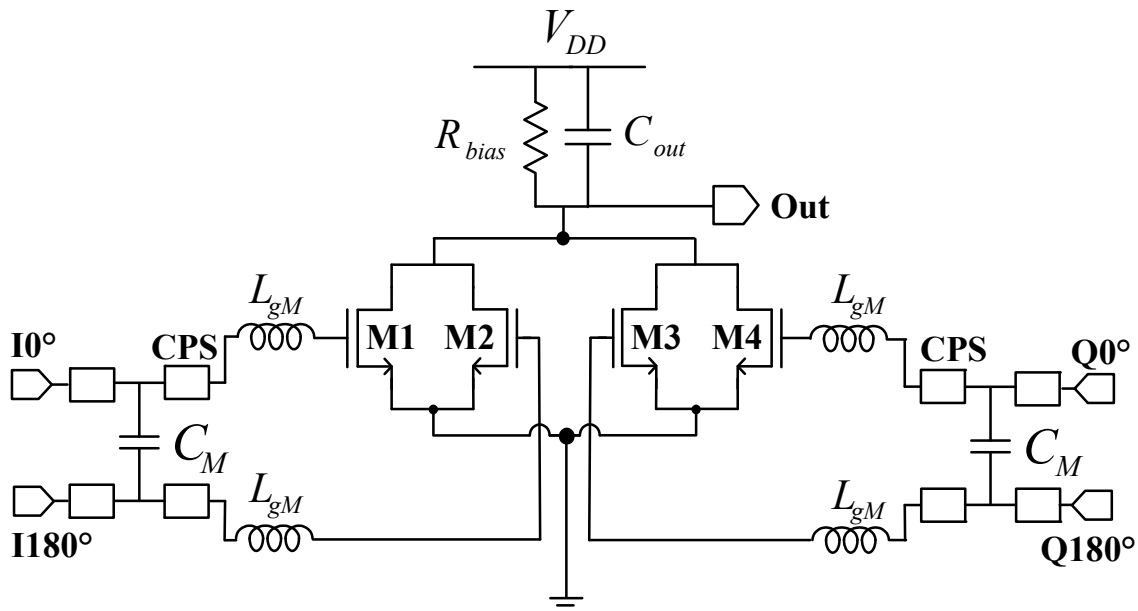 V_DD
R_bias
C_out
Out
L_gM
L_gM
I0°
CPS
M1
M2
M3
M4
CPS
Q0°
C_M
C_M
L_gM
L_gM
I180°
Q180°